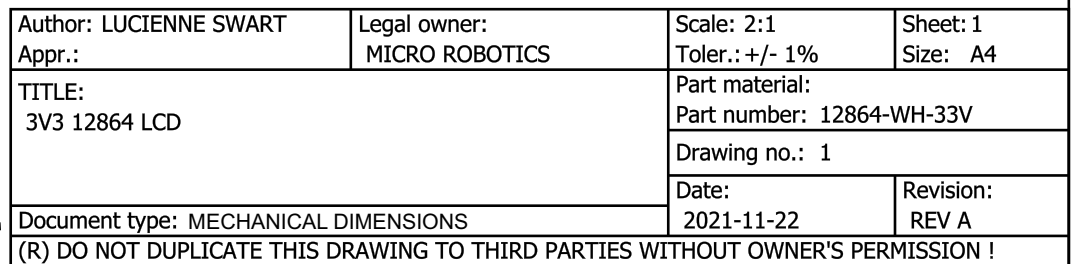 Author: LUCIENNE SWART
Appr.:
Legal owner:
MICRO ROBOTICS
Scale: 2:1
Toler.: +/- 1%
Sheet: 1
Size: A4
TITLE:
3V3 12864 LCD
Part material:
Part number: 12864-WH-33V
Drawing no.: 1
Document type: MECHANICAL DIMENSIONS
Date:
2021-11-22
Revision:
REV A
(R) DO NOT DUPLICATE THIS DRAWING TO THIRD PARTIES WITHOUT OWNER'S PERMISSION !